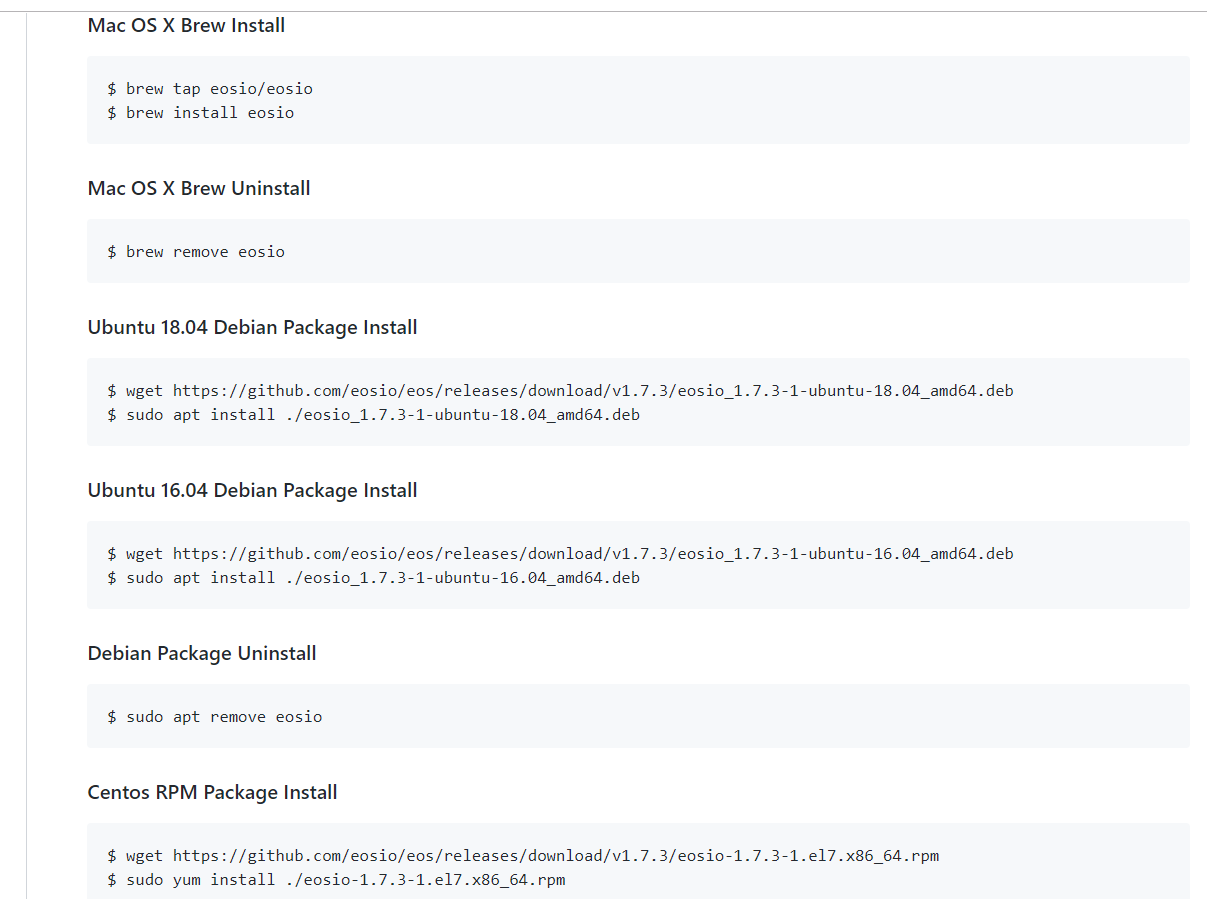 Mac OS X Brew Install
$ brew tap eosio/eosio
$ brew install eosio
Mac OS X Brew Uninstall
$ brew remove eosio
Ubuntu 18.04 Debian Package Install
$ wget https://github.com/eosio/eos/releases/download/v1.7.3/eosio_1.7.3-1-ubuntu-18.04_amd64.deb
$ sudo apt install ./eosio_1.7.3-1-ubuntu-18.04_amd64.deb
Ubuntu 16.04 Debian Package Install
$ wget https://github.com/eosio/eos/releases/download/v1.7.3/eosio_1.7.3-1-ubuntu-16.04_amd64.deb
$ sudo apt install ./eosio_1.7.3-1-ubuntu-16.04_amd64.deb
Debian Package Uninstall
$ sudo apt remove eosio
Centos RPM Package Install
$ wget https://github.com/eosio/eos/releases/download/v1.7.3/eosio-1.7.3-1.el7.x86_64.rpm
$ sudo yum install ./eosio-1.7.3-1.el7.x86_64.rpm